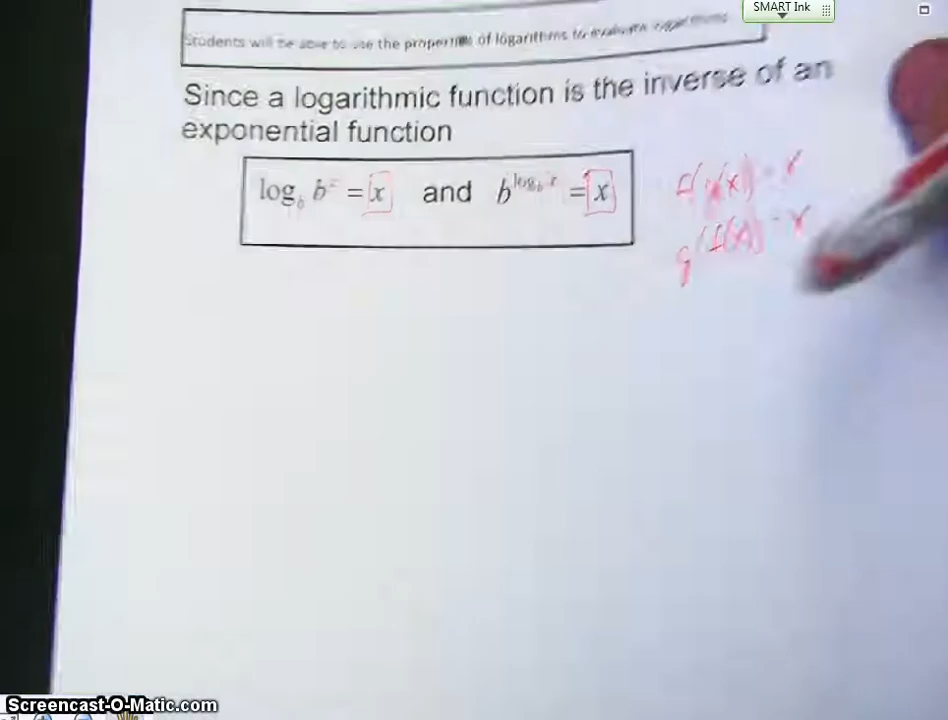 SMART Ink
Students will be able to use the properties of logarithms to evaluate logarithms
Since a logarithmic function is the inverse of an
exponential function
log_b b^x = x and b^(log_b x) = x
f(g(x)) = x
g(f(x)) = x
Screencast-O-Matic.com